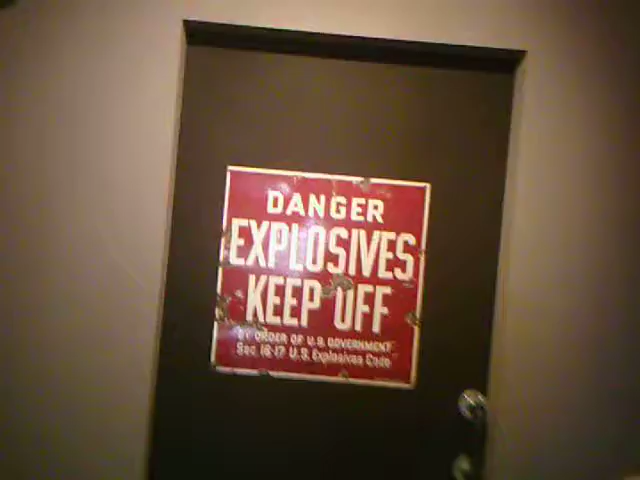 DANGER
EXPLOSIVES
KEEP OFF
BY ORDER OF U.S. GOVERNMENT
Sec 16-17 U.S. Explosives Code